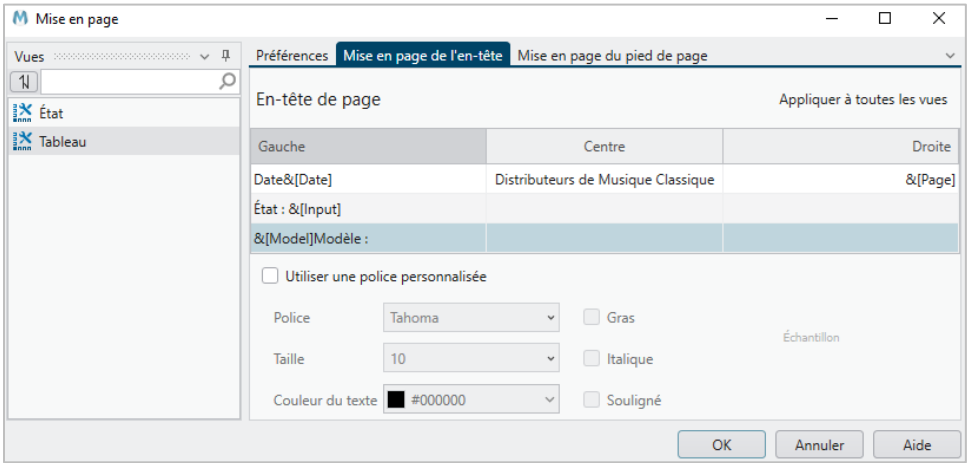 Mise en page
Vues
Préférences Mise en page de l'en-tête Mise en page du pied de page
État
Tableau
En-tête de page
Appliquer à toutes les vues
Gauche Centre Droite
Date&[Date] Distributeurs de Musique Classique &[Page]
État : &[Input]
&[Model]Modèle :
Utiliser une police personnalisée
Police Tahoma Gras
Échantillon
Taille 10 Italique
Couleur du texte #000000 Souligné
OK Annuler Aide